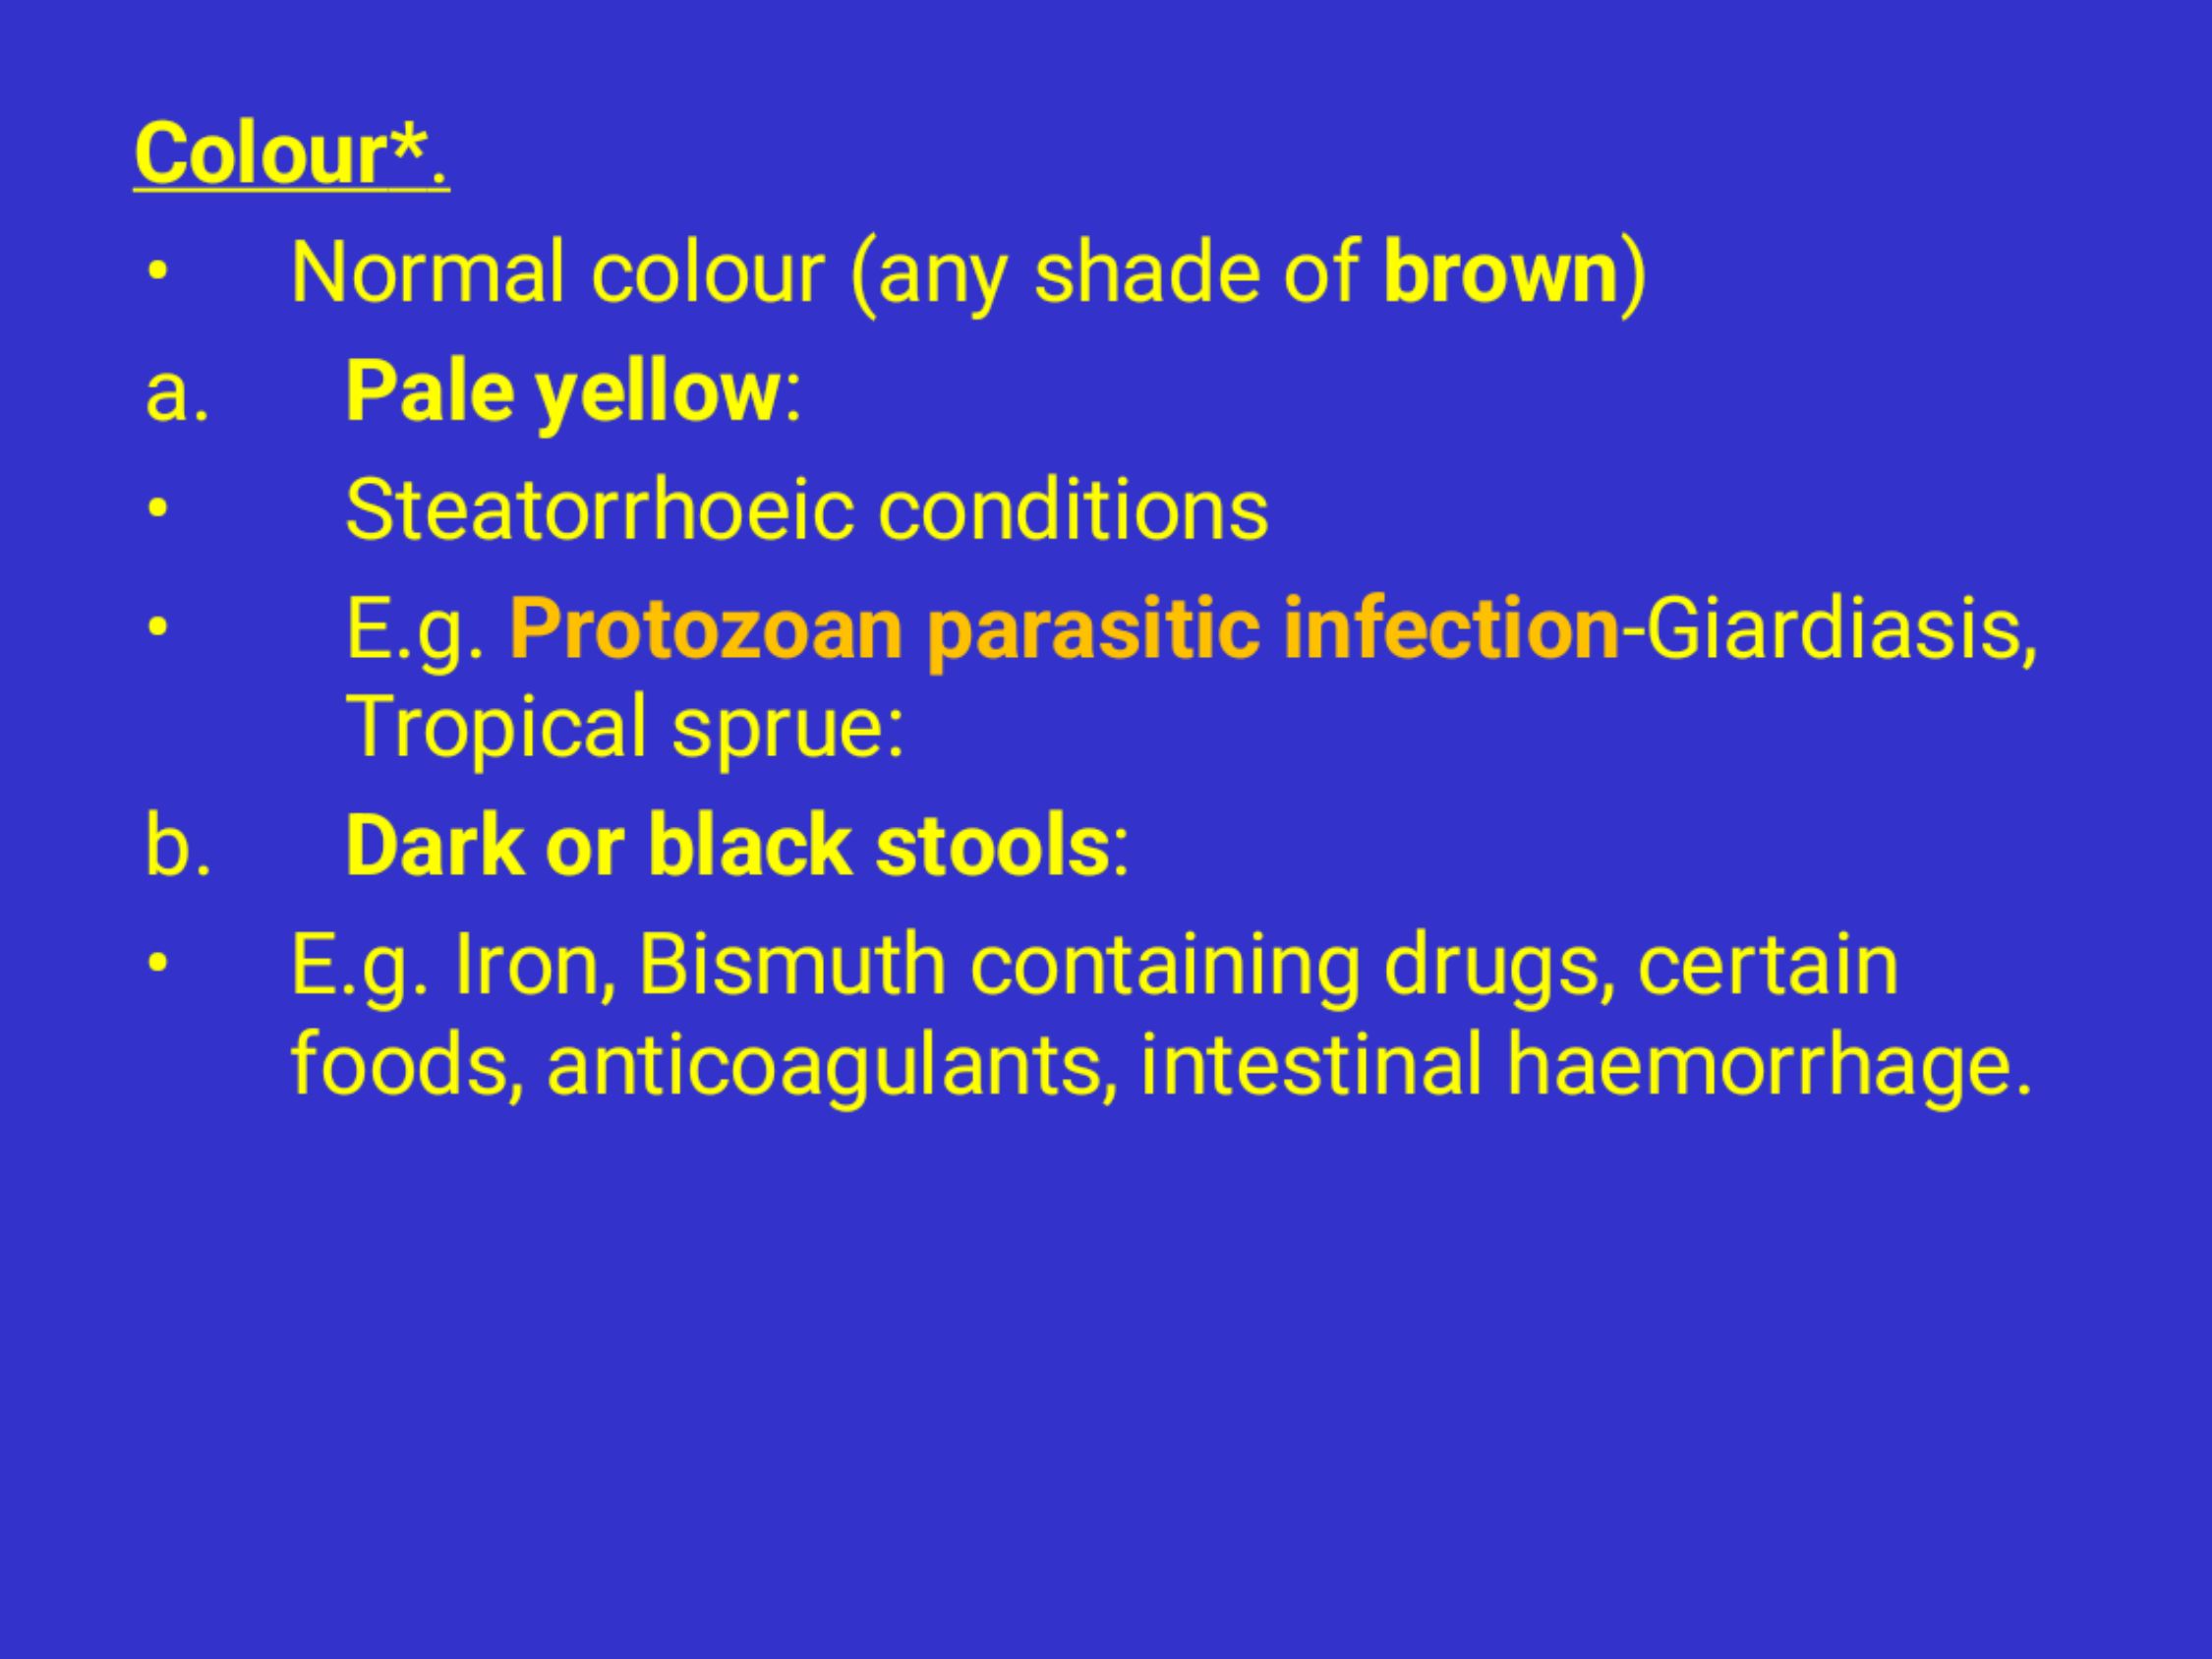 Colour*.
• Normal colour (any shade of brown)
a. Pale yellow:
• Steatorrhoeic conditions
• E.g. Protozoan parasitic infection-Giardiasis,
Tropical sprue:
b. Dark or black stools:
• E.g. Iron, Bismuth containing drugs, certain
foods, anticoagulants, intestinal haemorrhage.